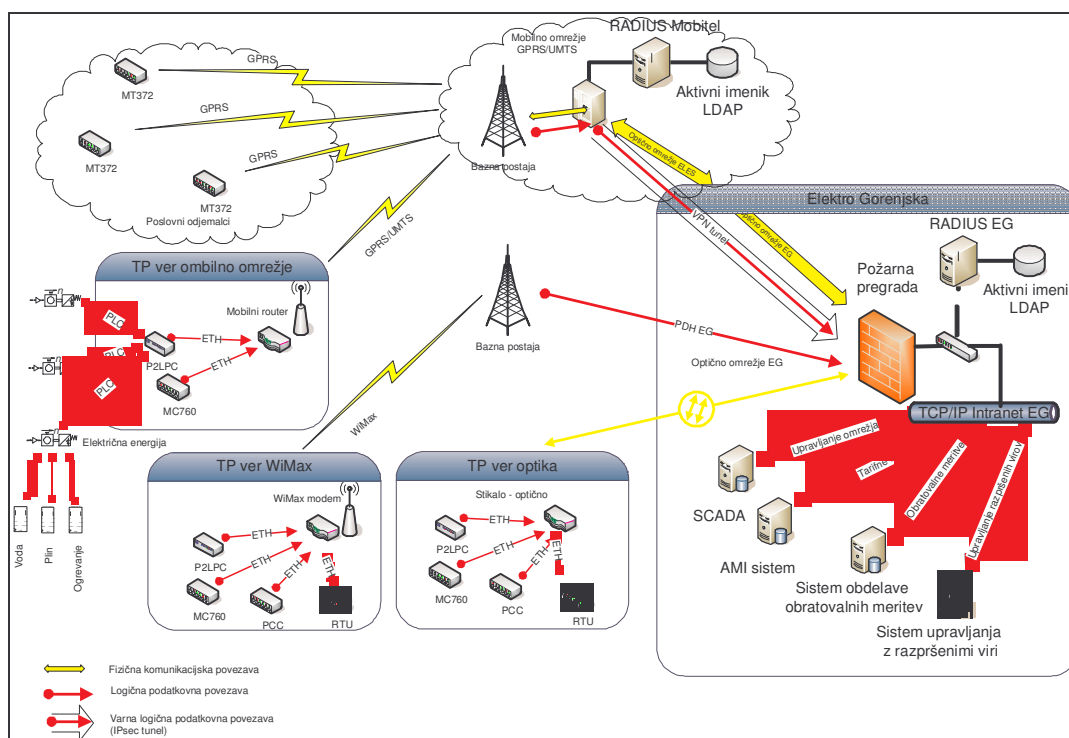 RADIUS Mobitel
Mobilno omrežje
GPRS/UMTS
Aktivni imenik
LDAP
GPRS
MT372
GPRS
MT372
GPRS
MT372
Poslovni odjemalci
Bazna postaja
Optično omrežje ELES
GPRS/UMTS
VPN tunel
Optično omrežje EG
Elektro Gorenjska
RADIUS EG
Aktivni imenik
LDAP
Požarna
pregrada
TP ver ombilno omrežje
Mobilni router
PLC
ETH
P2LPC
PLC
ETH
PLC
MC760
Električna energija
Voda
Plin
Ogrevanje
Bazna postaja
PDH EG
Optično omrežje EG
WiMax
TCP/IP Intranet EG
Upravljanje omrežja
Tarifne
Obratovalne meritve
Upravljanje razpršenih virov
SCADA
AMI sistem
Sistem obdelave
obratovalnih meritev
Sistem upravljanja
z razpršenimi viri
TP ver WiMax
WiMax modem
ETH
P2LPC
ETH
MC760
ETH
PCC
ETH
RTU
TP ver optika
Stikalo - optično
ETH
P2LPC
ETH
MC760
ETH
PCC
ETH
RTU
Fizična komunikacijska povezava
Logična podatkovna povezava
Varna logična podatkovna povezava
(IPsec tunel)